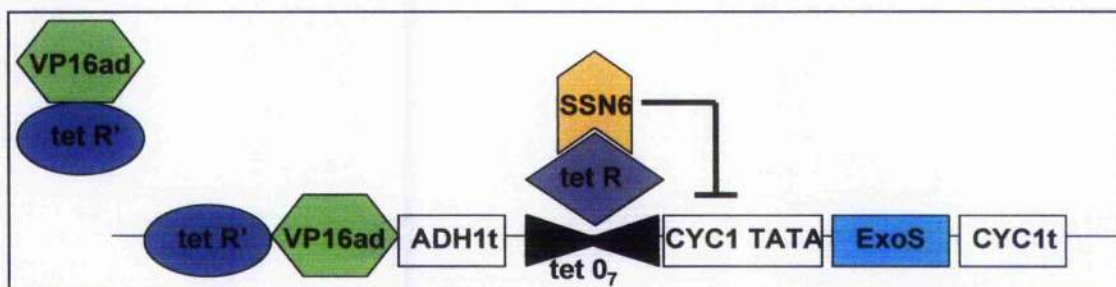 VP16ad
tet R'
SSN6
tet R
tet R' VP16ad ADH1t CYC1 TATA ExoS CYC1t
tet 0₇